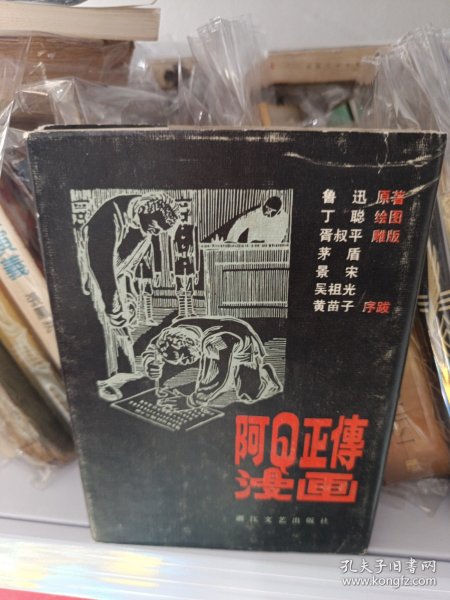 鲁迅 原著
丁聪 绘图
胥叔平 雕版
茅盾
景宋
吴祖光
黄苗子 序跋
阿Q正傳
漫画
浙江文艺出版社
孔夫子旧书网
www.kongfz.com